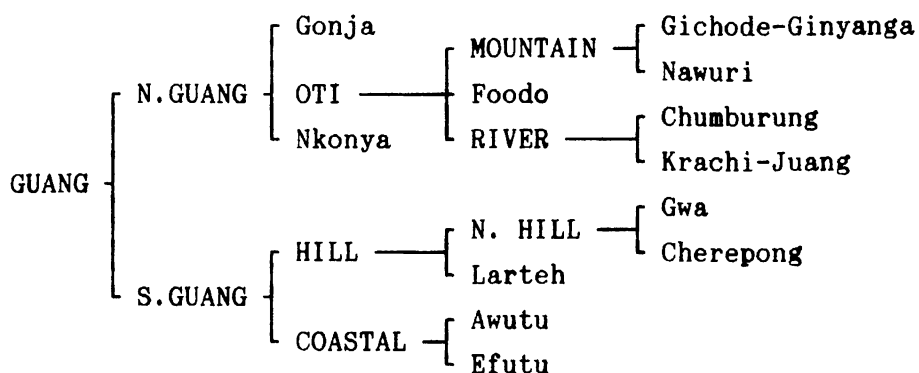 Gonja
MOUNTAIN
Gichode-Ginyanga
Nawuri
N.GUANG
OTI
Foodo
Nkonya
RIVER
Chumburung
Krachi-Juang
GUANG
HILL
N. HILL
Gwa
Cherepong
Larteh
S.GUANG
COASTAL
Awutu
Efutu